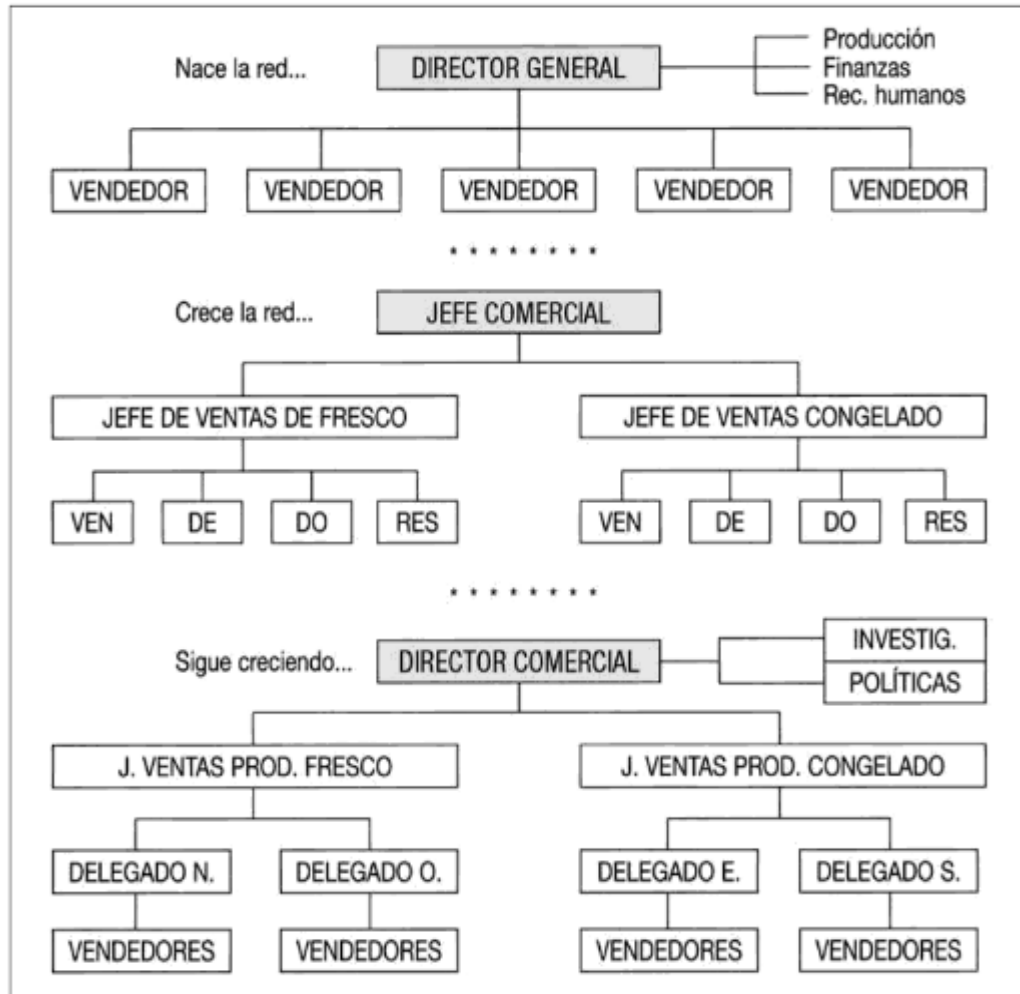 Producción
Nace la red... DIRECTOR GENERAL Finanzas
Rec. humanos
VENDEDOR VENDEDOR VENDEDOR VENDEDOR VENDEDOR
* * * * * * * *
Crece la red... JEFE COMERCIAL
JEFE DE VENTAS DE FRESCO JEFE DE VENTAS CONGELADO
VEN DE DO RES VEN DE DO RES
* * * * * * * *
INVESTIG.
Sigue creciendo... DIRECTOR COMERCIAL
POLÍTICAS
J. VENTAS PROD. FRESCO J. VENTAS PROD. CONGELADO
DELEGADO N. DELEGADO O. DELEGADO E. DELEGADO S.
VENDEDORES VENDEDORES VENDEDORES VENDEDORES